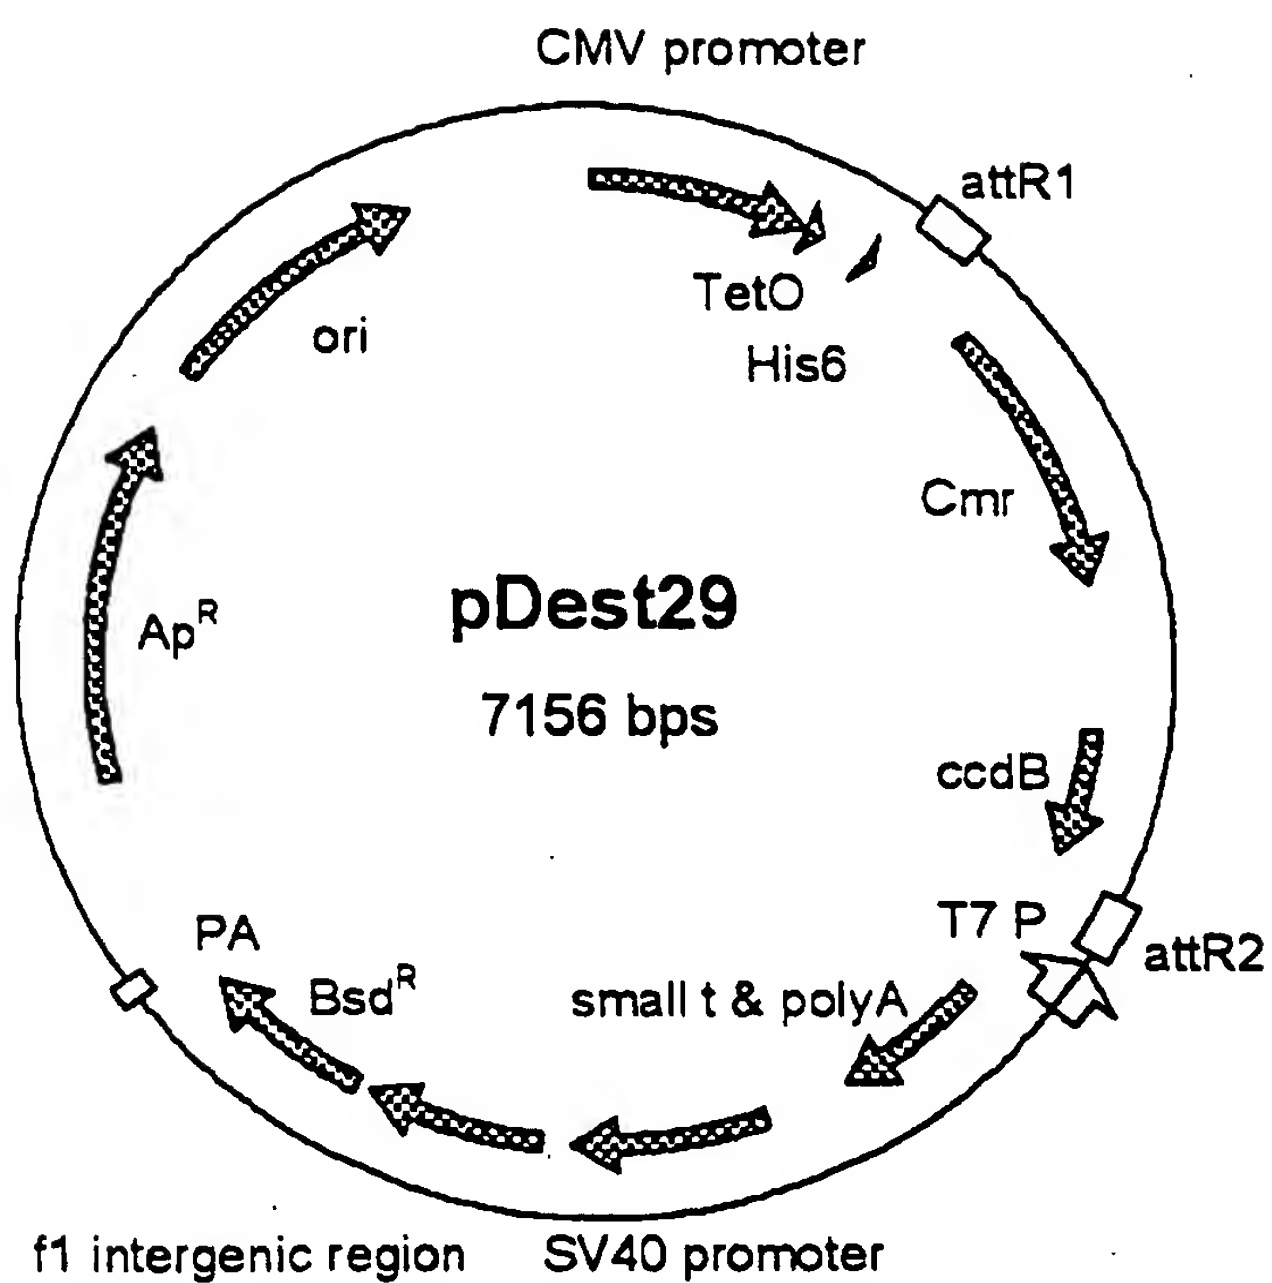 CMV promoter
attR1
TetO
His6
ori
Cmr
Ap^R
pDest29
7156 bps
ccdB
T7 P
attR2
PA
Bsd^R
small t & polyA
f1 intergenic region
SV40 promoter